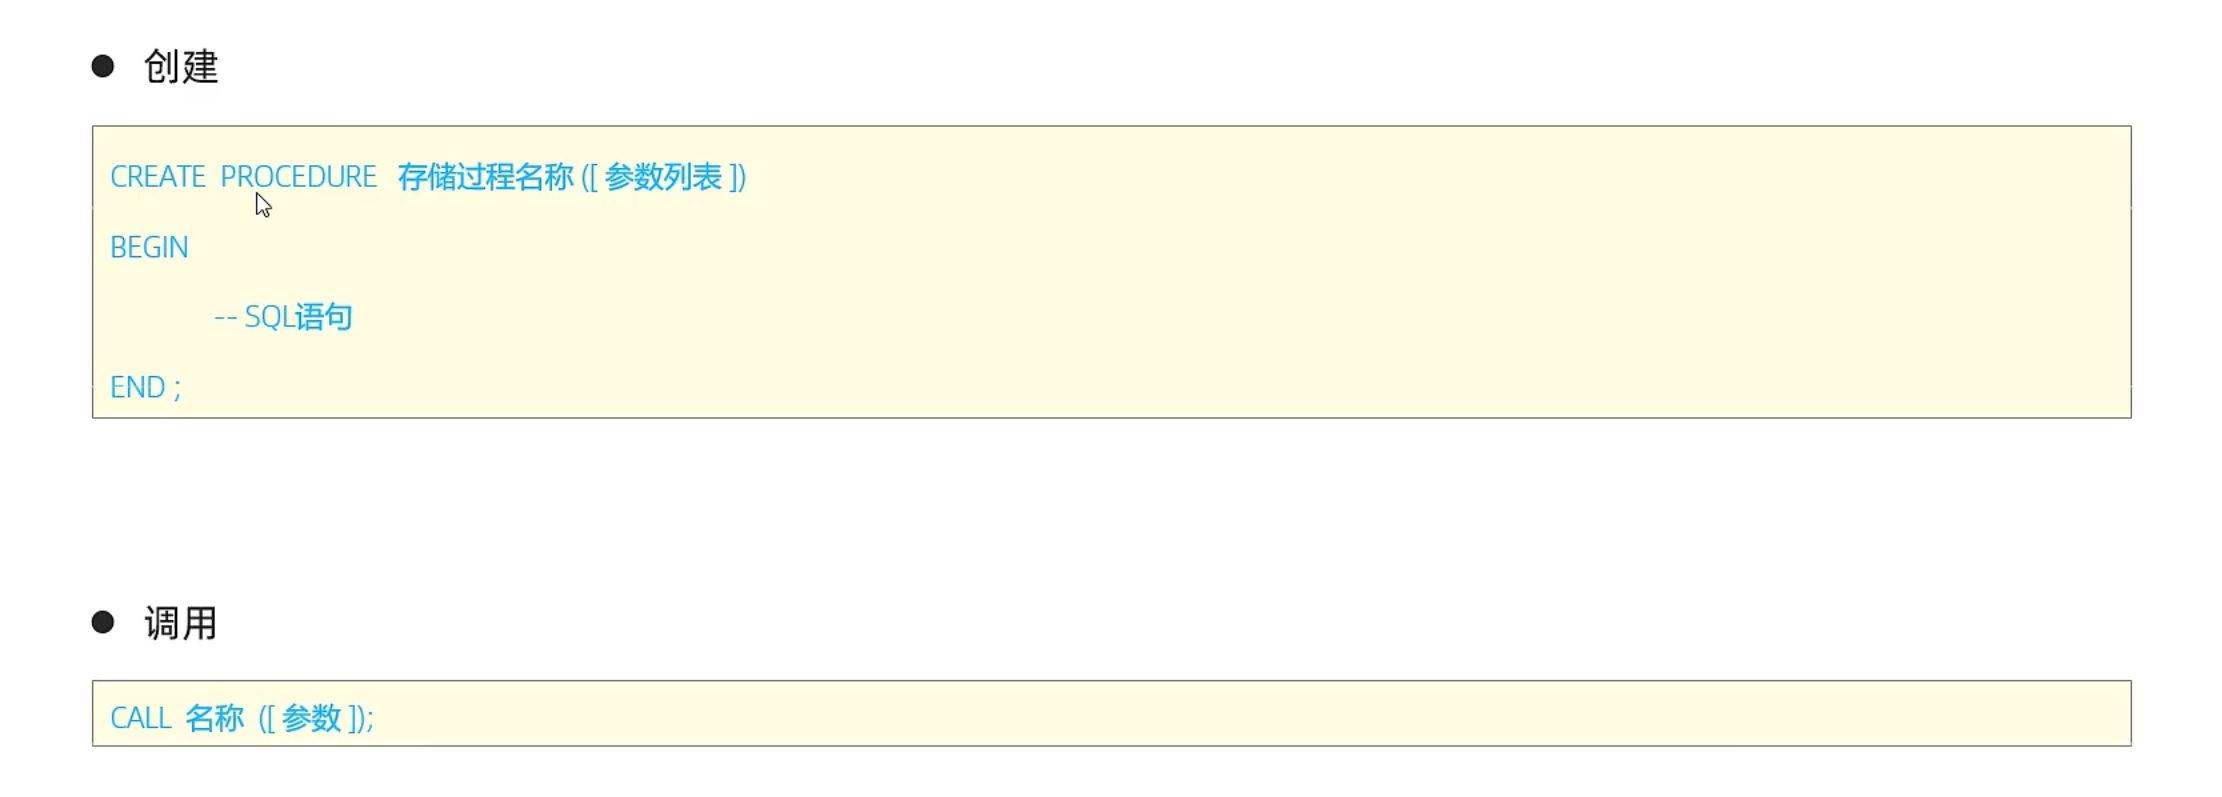 ● 创建
CREATE PROCEDURE 存储过程名称 ([ 参数列表 ])
BEGIN
-- SQL语句
END ;
● 调用
CALL 名称 ([ 参数 ]);